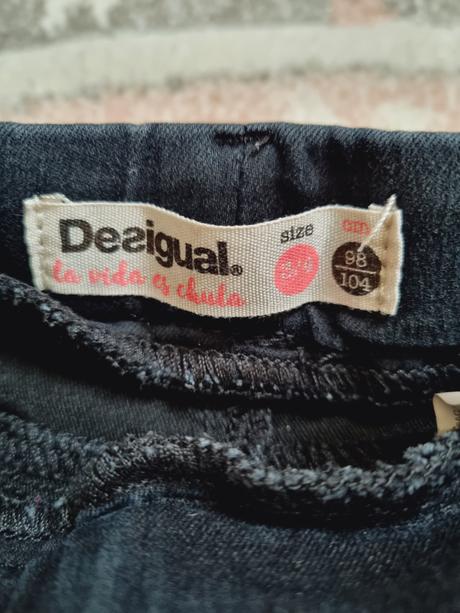 Desigual®
la vida es chula
size
3/4
cm
98
104